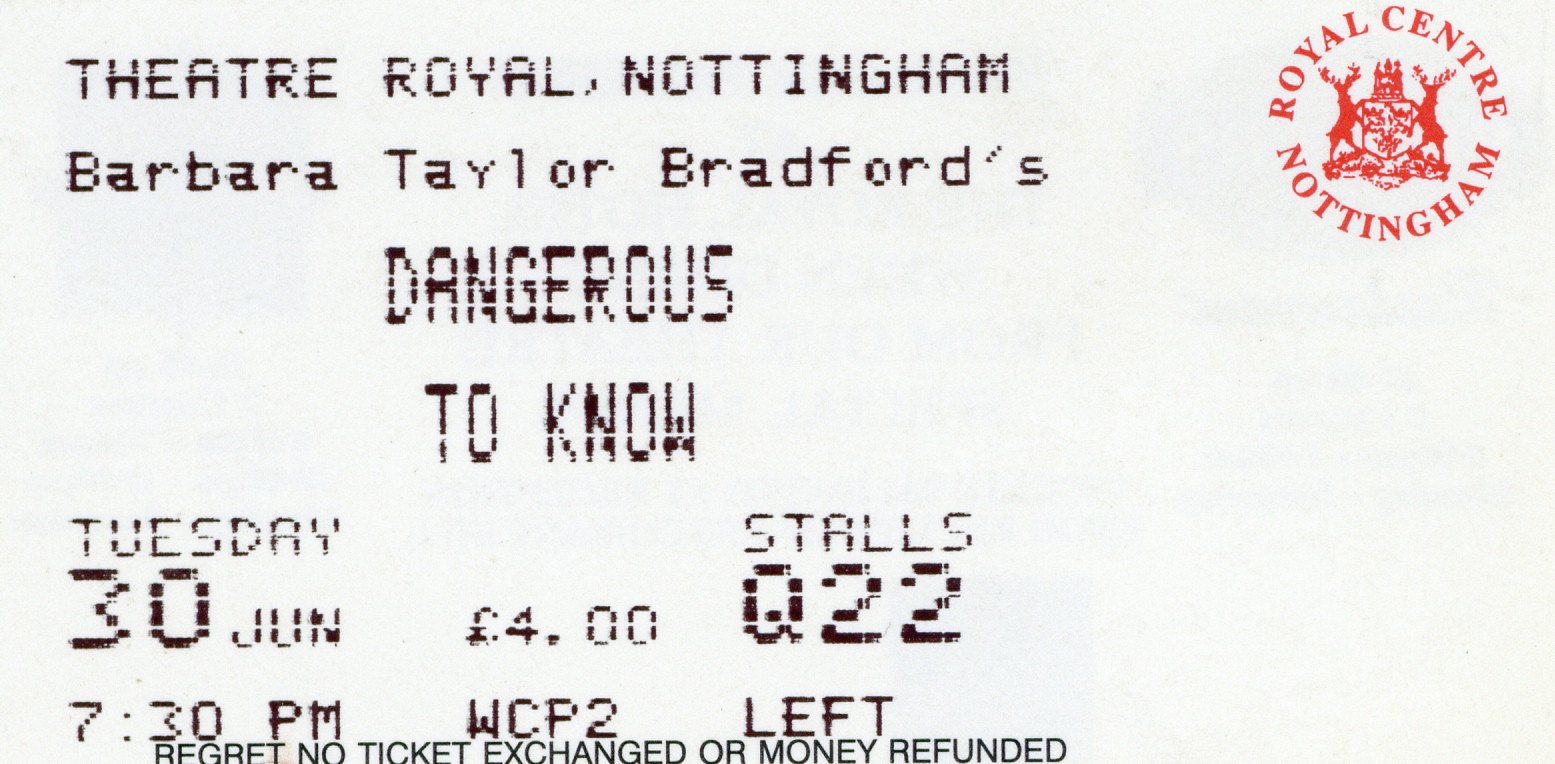 THEATRE ROYAL, NOTTINGHAM
Barbara Taylor Bradford's
DANGEROUS
TO KNOW
TUESDAY STALLS
30 JUN £4.00 Q22
7:30 PM WCP2 LEFT
REGRET NO TICKET EXCHANGED OR MONEY REFUNDED
ROYAL CENTRE
NOTTINGHAM